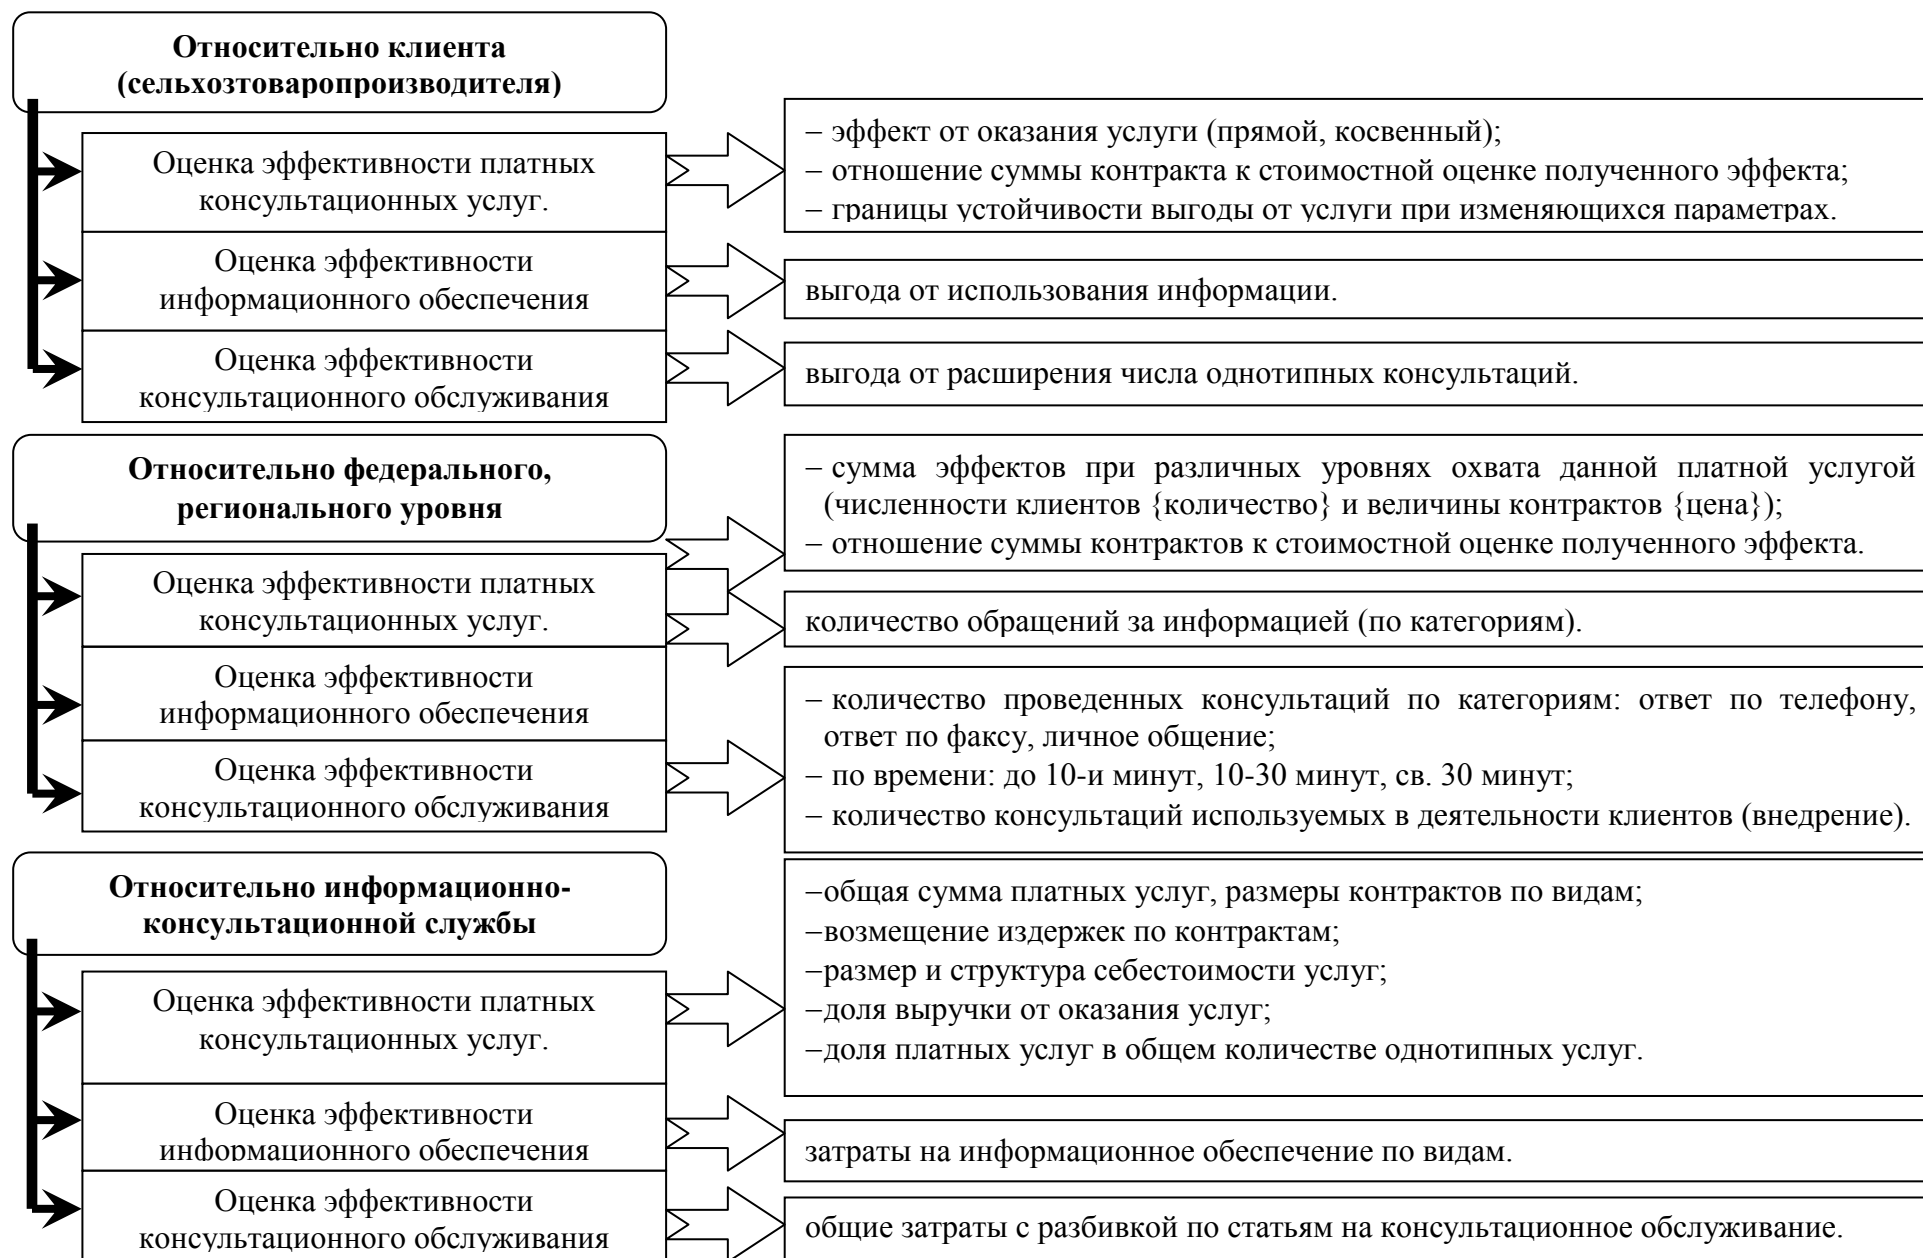 Относительно клиента
(сельхозтоваропроизводителя)
Оценка эффективности платных
консультационных услуг.
– эффект от оказания услуги (прямой, косвенный);
– отношение суммы контракта к стоимостной оценке полученного эффекта;
– границы устойчивости выгоды от услуги при изменяющихся параметрах.
Оценка эффективности
информационного обеспечения
выгода от использования информации.
Оценка эффективности
консультационного обслуживания
выгода от расширения числа однотипных консультаций.
Относительно федерального,
регионального уровня
Оценка эффективности платных
консультационных услуг.
– сумма эффектов при различных уровнях охвата данной платной услугой
(численности клиентов {количество} и величины контрактов {цена});
– отношение суммы контрактов к стоимостной оценке полученного эффекта.
Оценка эффективности
информационного обеспечения
количество обращений за информацией (по категориям).
Оценка эффективности
консультационного обслуживания
– количество проведенных консультаций по категориям: ответ по телефону,
ответ по факсу, личное общение;
– по времени: до 10-и минут, 10-30 минут, св. 30 минут;
– количество консультаций используемых в деятельности клиентов (внедрение).
Относительно информационно-
консультационной службы
Оценка эффективности платных
консультационных услуг.
–общая сумма платных услуг, размеры контрактов по видам;
–возмещение издержек по контрактам;
–размер и структура себестоимости услуг;
–доля выручки от оказания услуг;
–доля платных услуг в общем количестве однотипных услуг.
Оценка эффективности
информационного обеспечения
затраты на информационное обеспечение по видам.
Оценка эффективности
консультационного обслуживания
общие затраты с разбивкой по статьям на консультационное обслуживание.